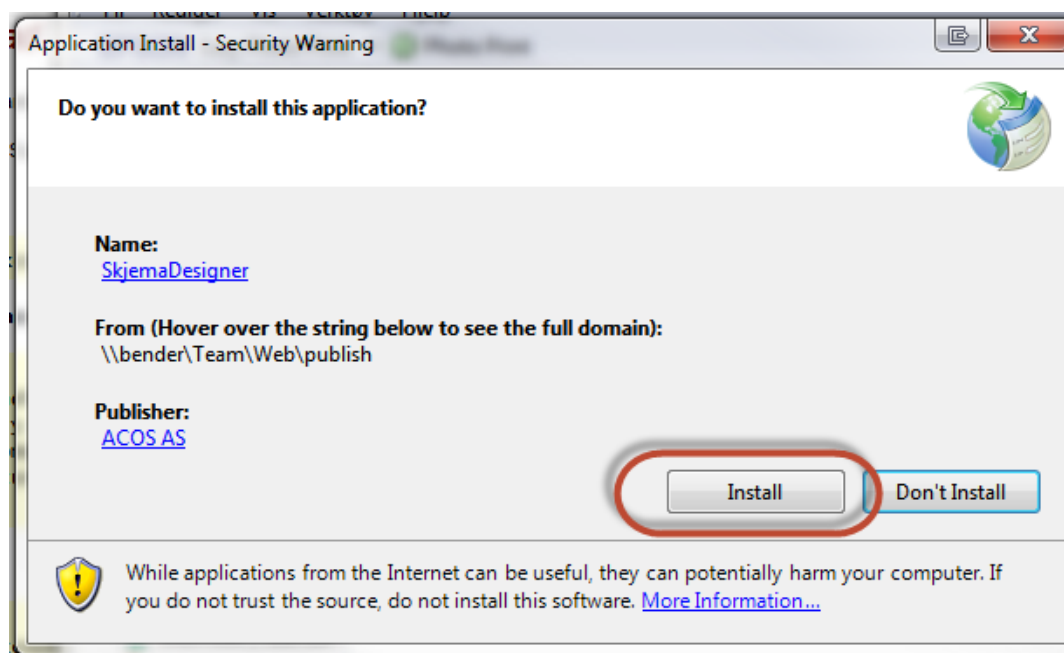 Application Install - Security Warning
Do you want to install this application?
Name:
SkjemaDesigner
From (Hover over the string below to see the full domain):
\\bender\Team\Web\publish
Publisher:
ACOS AS
Install
Don't Install
While applications from the Internet can be useful, they can potentially harm your computer. If
you do not trust the source, do not install this software. More Information...